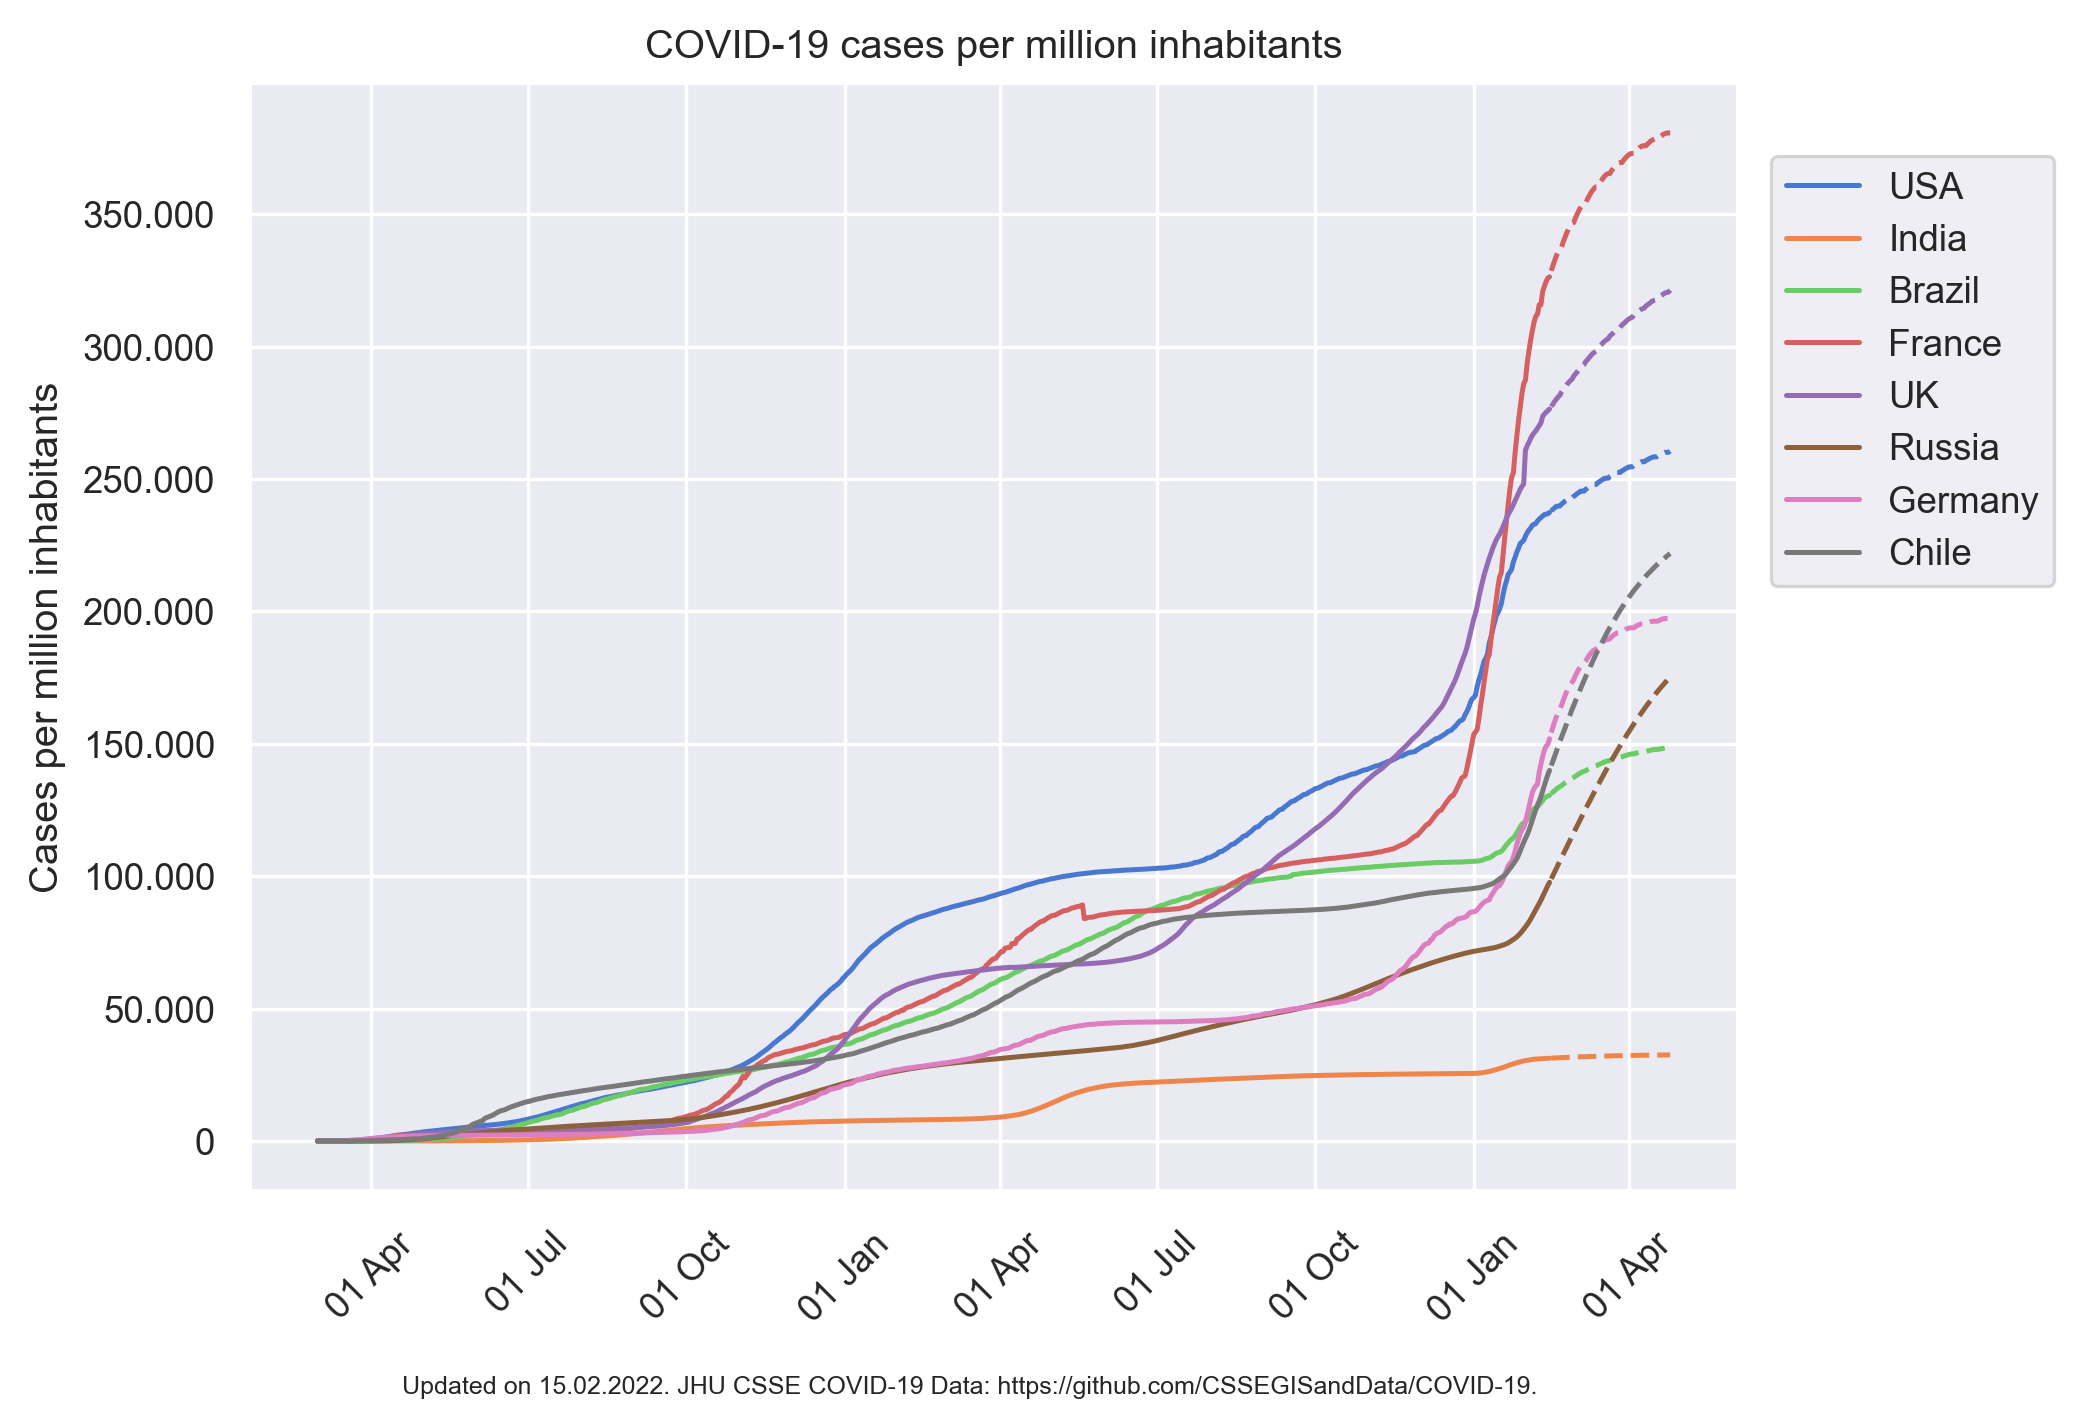 COVID-19 cases per million inhabitants
Cases per million inhabitants
350.000
300.000
250.000
200.000
150.000
100.000
50.000
0
01 Apr
01 Jul
01 Oct
01 Jan
01 Apr
01 Jul
01 Oct
01 Jan
01 Apr
USA
India
Brazil
France
UK
Russia
Germany
Chile
Updated on 15.02.2022. JHU CSSE COVID-19 Data: https://github.com/CSSEGISandData/COVID-19.